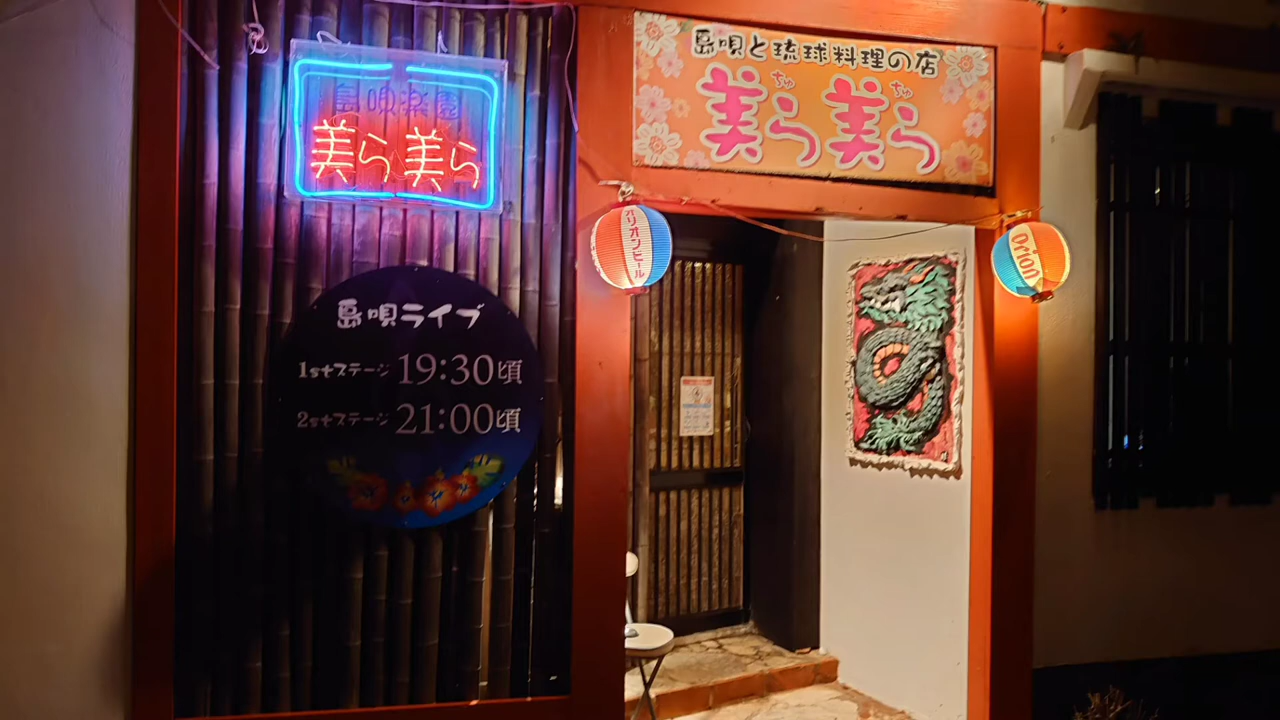 島唄楽園
美ら美ら
島唄ライブ
1stステージ 19:30頃
2ndステージ 21:00頃
島唄と琉球料理の店
美ちゅら美ちゅら
オリオンビール
Orion